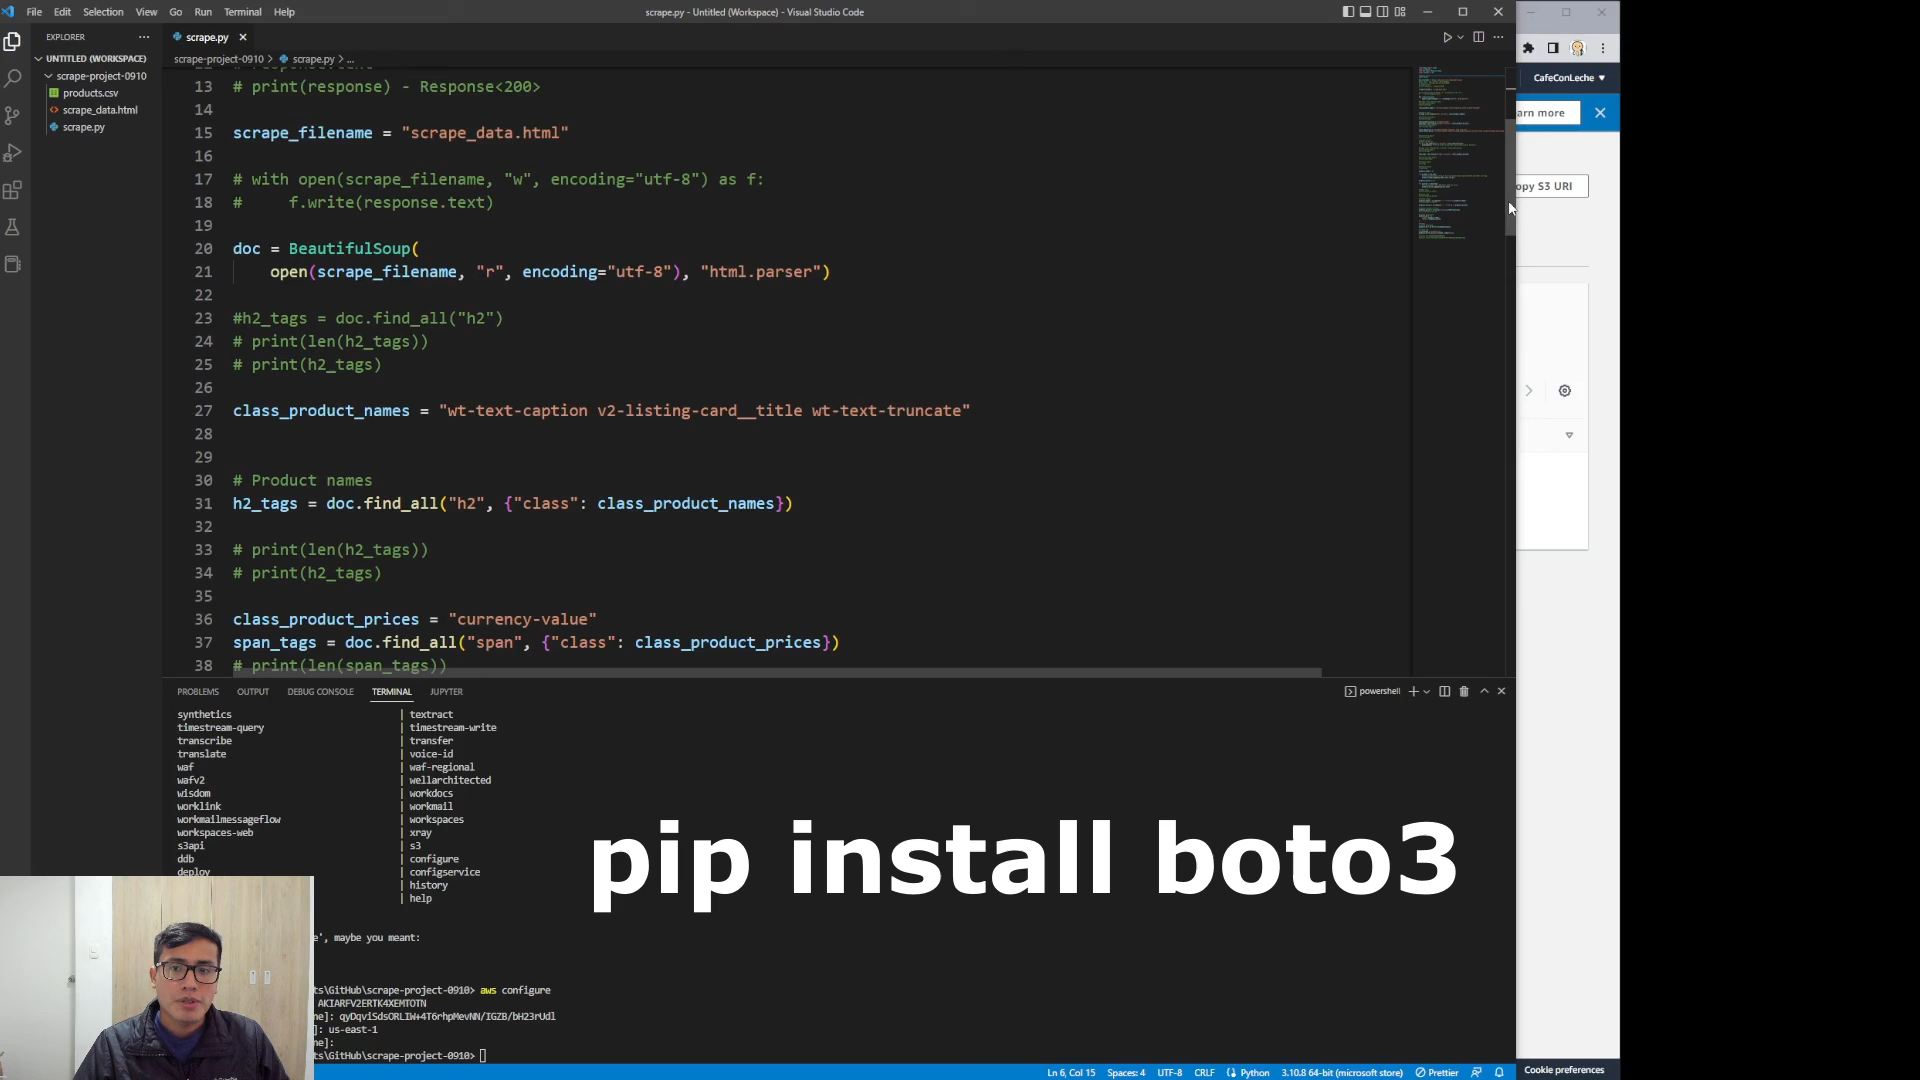 File Edit Selection View Go Run Terminal Help
scrape.py - Untitled (Workspace) - Visual Studio Code
EXPLORER
UNTITLED (WORKSPACE)
scrape-project-0910
products.csv
scrape_data.html
scrape.py
scrape.py
scrape-project-0910 > scrape.py > ...
13 # print(response) - Response<200>
14
15 scrape_filename = "scrape_data.html"
16
17 # with open(scrape_filename, "w", encoding="utf-8") as f:
18 #     f.write(response.text)
19
20 doc = BeautifulSoup(
21     open(scrape_filename, "r", encoding="utf-8"), "html.parser")
22
23 #h2_tags = doc.find_all("h2")
24 # print(len(h2_tags))
25 # print(h2_tags)
26
27 class_product_names = "wt-text-caption v2-listing-card__title wt-text-truncate"
28
29
30 # Product names
31 h2_tags = doc.find_all("h2", {"class": class_product_names})
32
33 # print(len(h2_tags))
34 # print(h2_tags)
35
36 class_product_prices = "currency-value"
37 span_tags = doc.find_all("span", {"class": class_product_prices})
38 # print(len(span_tags))
CafeConLeche
arn more
opy S3 URI
PROBLEMS OUTPUT DEBUG CONSOLE TERMINAL JUPYTER
powershell
synthetics | textract
timestream-query | timestream-write
transcribe | transfer
translate | voice-id
waf | waf-regional
wafv2 | wellarchitected
wisdom | workdocs
worklink | workmail
workmailmessageflow | workspaces
workspaces-web | xray
s3api | s3
ddb | configure
deploy | configservice
| history
| help
e', maybe you meant:
ts\GitHub\scrape-project-0910> aws configure
AKIARFV2ERTK4XEMTOTN
ne]: qyDqviSdsORLIW+4T6rhpMevNN/IGZB/bH23rUdl
]: us-east-1
ne]:
ts\GitHub\scrape-project-0910>
pip install boto3
Ln 6, Col 15 Spaces: 4 UTF-8 CRLF Python 3.10.8 64-bit (microsoft store) Prettier
Cookie preferences